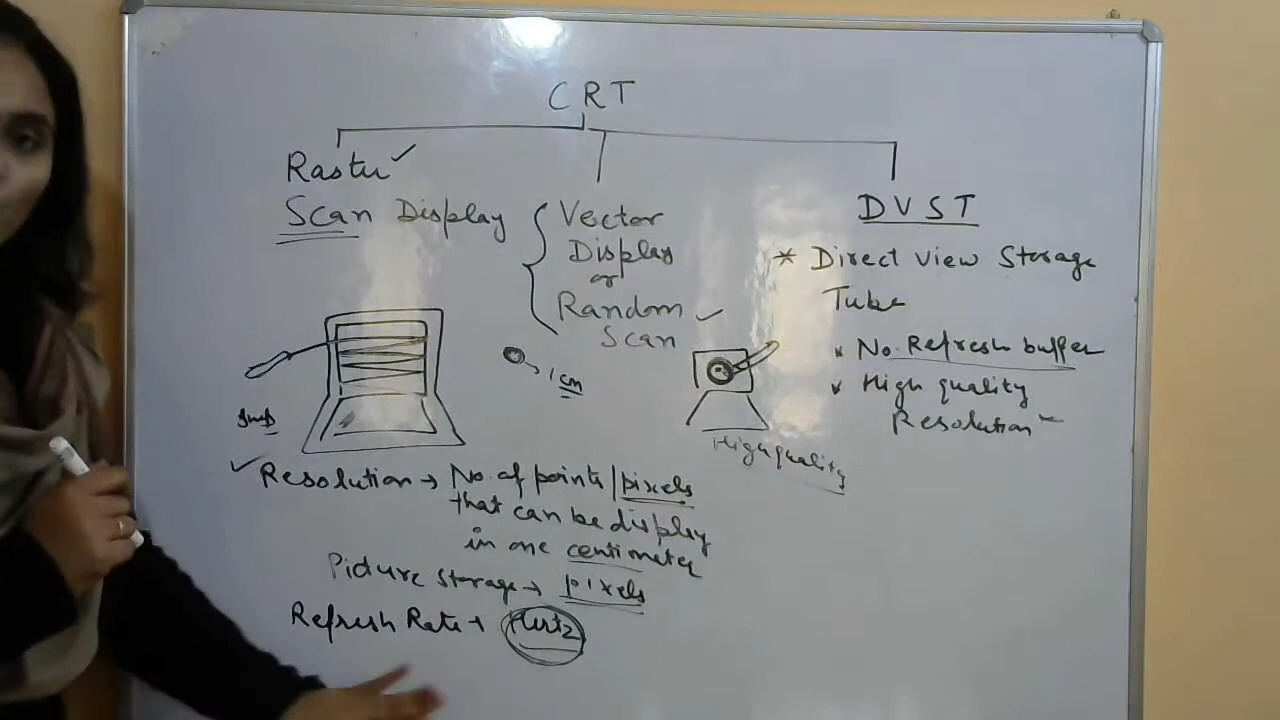 CRT
Raster
Scan Display
Vector
Display
or
Random
Scan
DVST
* Direct View Storage
Tube
* No. Refresh buffer
High quality
Resolution
1 cm
High quality
Resolution → No. of points/pixels
that can be display
in one centimeter
Picture storage → pixels
Refresh Rate → Hertz